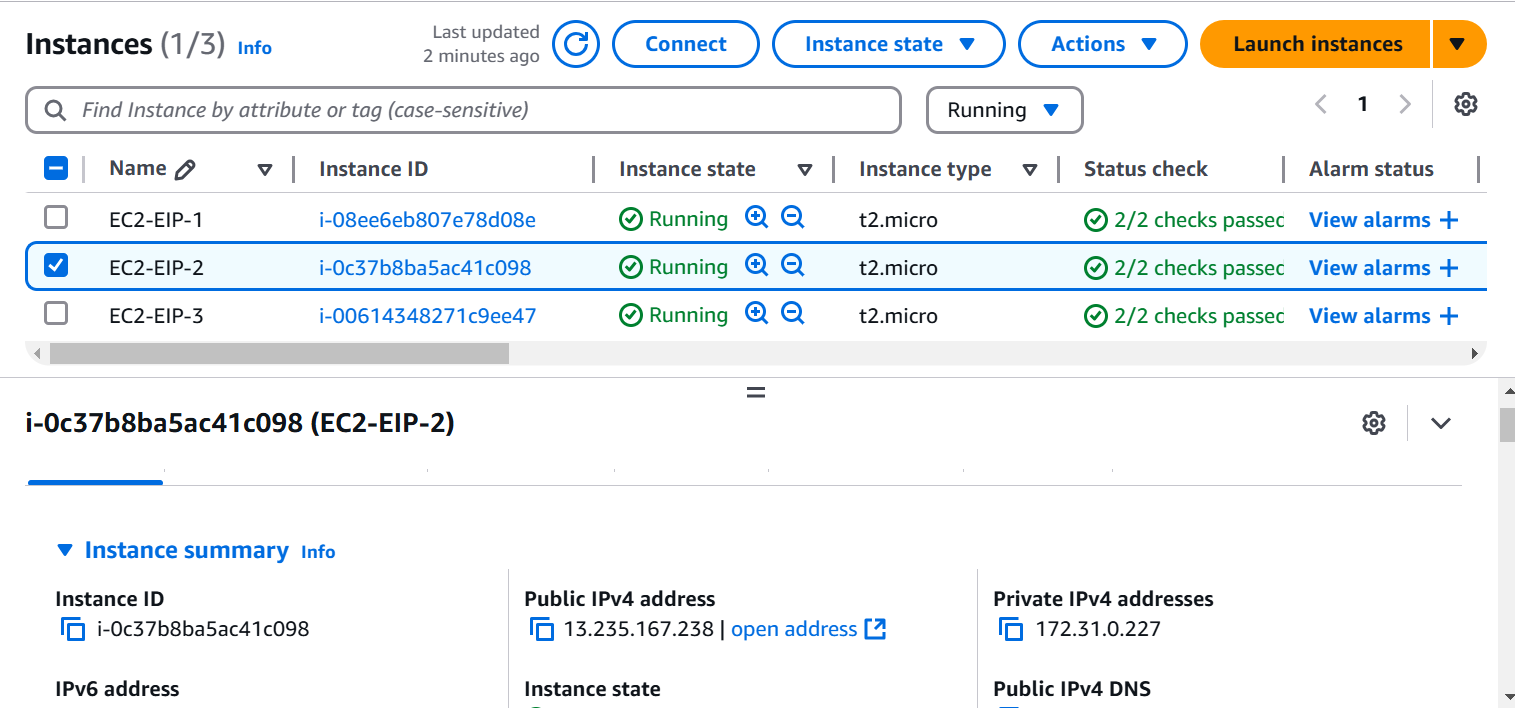 Instances (1/3) Info
Last updated
2 minutes ago
Connect
Instance state
Actions
Launch instances
Find Instance by attribute or tag (case-sensitive)
Running
1
Name Instance ID Instance state Instance type Status check Alarm status
EC2-EIP-1 i-08ee6eb807e78d08e Running t2.micro 2/2 checks passed View alarms +
EC2-EIP-2 i-0c37b8ba5ac41c098 Running t2.micro 2/2 checks passed View alarms +
EC2-EIP-3 i-00614348271c9ee47 Running t2.micro 2/2 checks passed View alarms +
i-0c37b8ba5ac41c098 (EC2-EIP-2)
Instance summary Info
Instance ID
i-0c37b8ba5ac41c098
Public IPv4 address
13.235.167.238 | open address
Private IPv4 addresses
172.31.0.227
IPv6 address
Instance state
Public IPv4 DNS